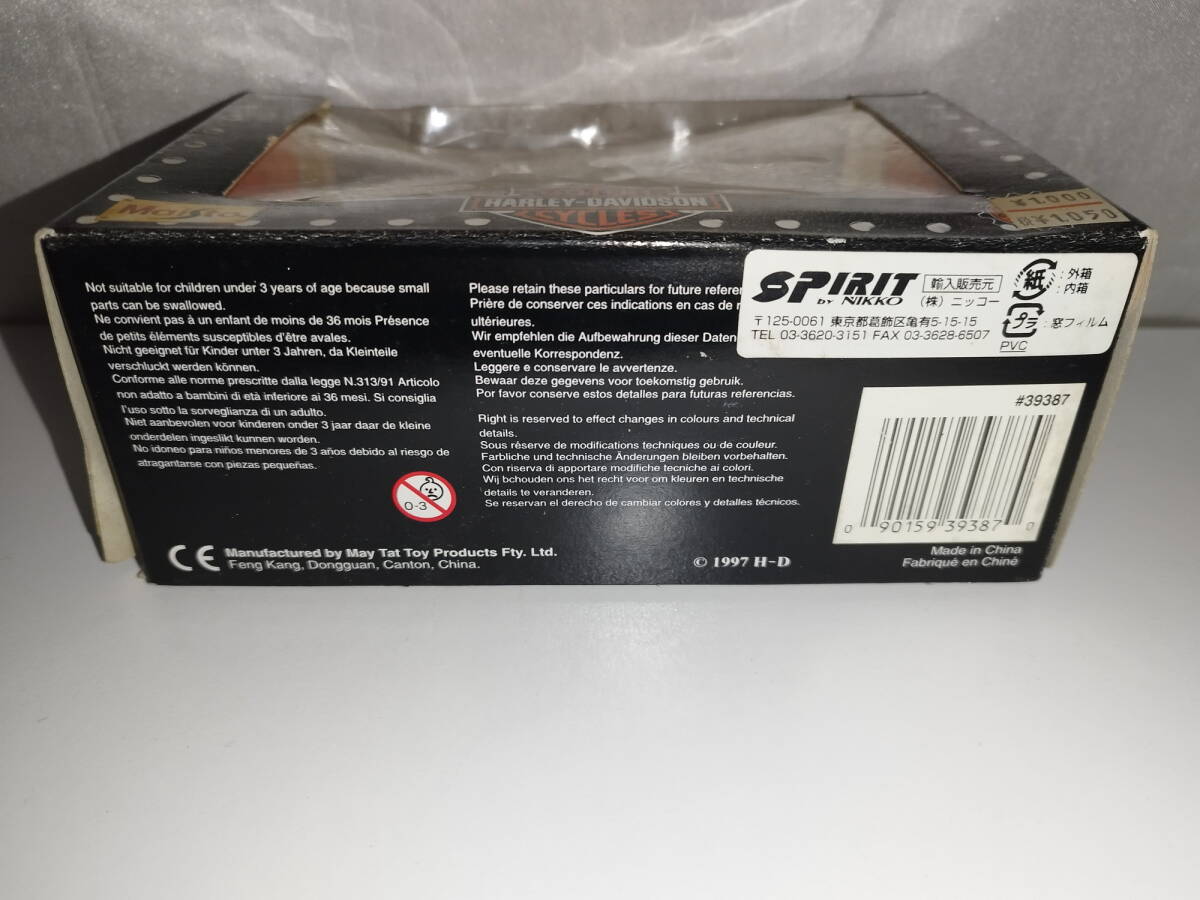 Maisto
HARLEY-DAVIDSON
CYCLES
¥1,000
税¥1,050
Not suitable for children under 3 years of age because small
parts can be swallowed.
Ne convient pas à un enfant de moins de 36 mois Présence
de petits éléments susceptibles d'être avales.
Nicht geeignet für Kinder unter 3 Jahren, da Kleinteile
verschluckt werden können.
Conforme alle norme prescritte dalla legge N.313/91 Articolo
non adatto a bambini di età inferiore ai 36 mesi. Si consiglia
l'uso sotto la sorveglianza di un adulto.
Niet aanbevolen voor kinderen onder 3 jaar daar de kleine
onderdelen ingeslikt kunnen worden.
No idoneo para niños menores de 3 años debido al riesgo de
atragantarse con piezas pequeñas.
0-3
CE
Manufactured by May Tat Toy Products Fty. Ltd.
Feng Kang, Dongguan, Canton, China.
Please retain these particulars for future refere
Prière de conserver ces indications en cas de
ultérieures.
Wir empfehlen die Aufbewahrung dieser Daten
eventuelle Korrespondenz.
Leggere e conservare le avvertenze.
Bewaar deze gegevens voor toekomstig gebruik.
Por favor conserve estos detalles para futuras referencias.
Right is reserved to effect changes in colours and technical
details.
Sous réserve de modifications techniques ou de couleur.
Farbliche und technische Änderungen bleiben vorbehalten.
Con riserva di apportare modifiche tecniche ai colori.
Wij bchouden ons het recht voor om kleuren en technische
details te veranderen.
Se reservan el derecho de cambiar colores y detalles técnicos.
© 1997 H-D
SPIRIT
BY NIKKO
輸入販売元
(株)ニッコー
〒125-0061 東京都葛飾区亀有5-15-15
TEL 03-3620-3151 FAX 03-3628-6507
紙 :外箱
:内箱
プラ :窓フィルム
PVC
#39387
0 90159 39387 0
Made in China
Fabriqué en Chine